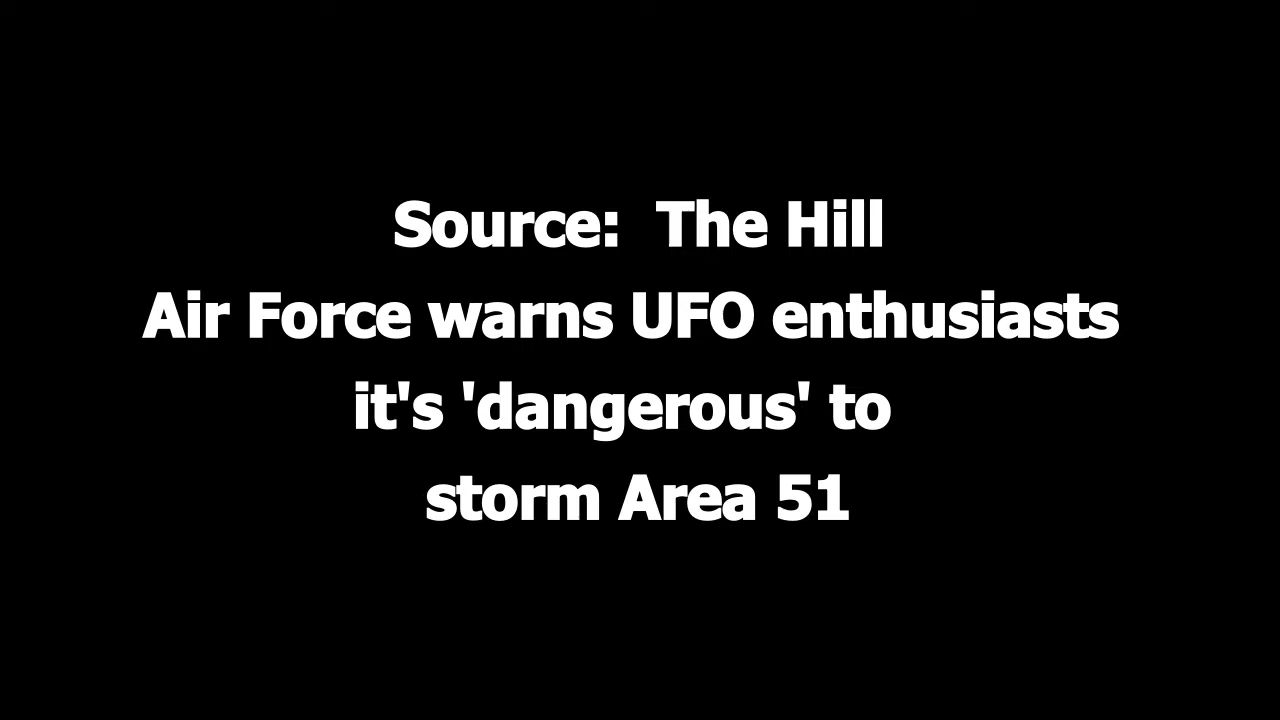 Source:  The Hill
Air Force warns UFO enthusiasts
it's 'dangerous' to
storm Area 51